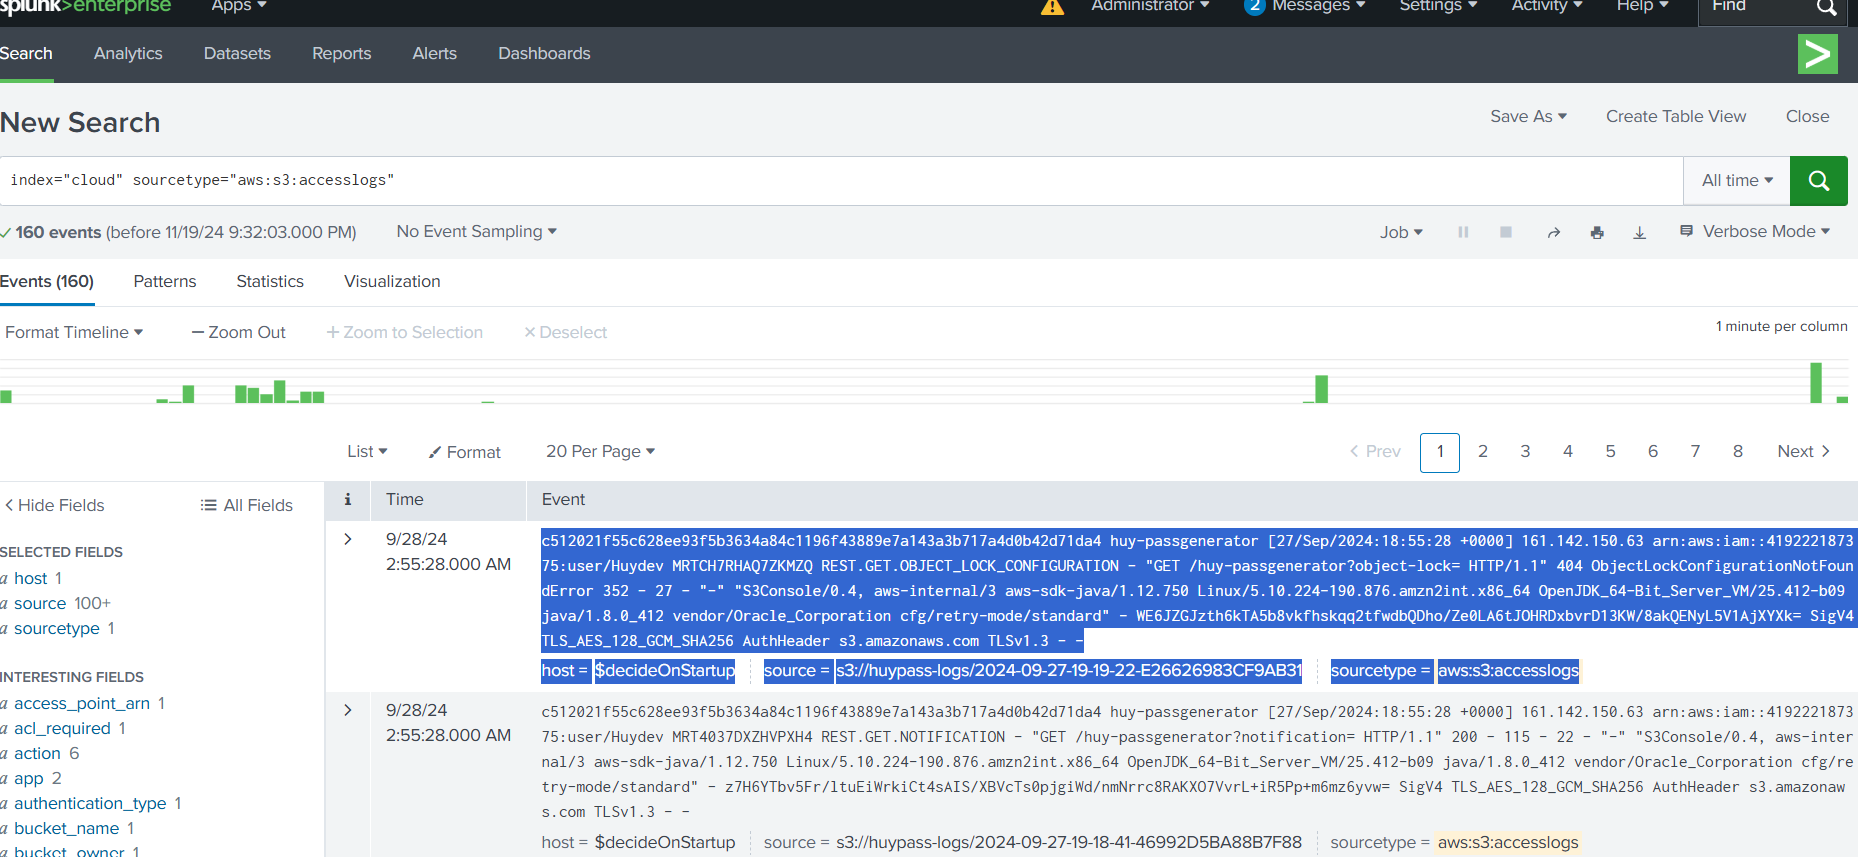 splunk>enterprise Apps Administrator 2 Messages Settings Activity Help Find
Search Analytics Datasets Reports Alerts Dashboards
New Search
Save As Create Table View Close
index="cloud" sourcetype="aws:s3:accesslogs"
All time
160 events (before 11/19/24 9:32:03.000 PM) No Event Sampling Job Verbose Mode
Events (160) Patterns Statistics Visualization
Format Timeline — Zoom Out + Zoom to Selection × Deselect
1 minute per column
List Format 20 Per Page < Prev 1 2 3 4 5 6 7 8 Next >
< Hide Fields All Fields
SELECTED FIELDS
a host 1
a source 100+
a sourcetype 1
INTERESTING FIELDS
a access_point_arn 1
a acl_required 1
a action 6
a app 2
a authentication_type 1
a bucket_name 1
a bucket_owner 1
i Time Event
> 9/28/24
2:55:28.000 AM
c512021f55c628ee93f5b3634a84c1196f43889e7a143a3b717a4d0b42d71da4 huy-passgenerator [27/Sep/2024:18:55:28 +0000] 161.142.150.63 arn:aws:iam::4192221873
75:user/Huydev MRTCH7RHAQ7ZKMZQ REST.GET.OBJECT_LOCK_CONFIGURATION - "GET /huy-passgenerator?object-lock= HTTP/1.1" 404 ObjectLockConfigurationNotFoun
dError 352 - 27 - "-" "S3Console/0.4, aws-internal/3 aws-sdk-java/1.12.750 Linux/5.10.224-190.876.amzn2int.x86_64 OpenJDK_64-Bit_Server_VM/25.412-b09
java/1.8.0_412 vendor/Oracle_Corporation cfg/retry-mode/standard" - WE6JZGJzth6kTA5b8vkfhskqq2tfwdbQDho/Ze0LA6tJOHRDxbvrD13KW/8akQENyL5V1AjXYXk= SigV4
TLS_AES_128_GCM_SHA256 AuthHeader s3.amazonaws.com TLSv1.3 - -
host = $decideOnStartup source = s3://huypass-logs/2024-09-27-19-19-22-E26626983CF9AB31 sourcetype = aws:s3:accesslogs
> 9/28/24
2:55:28.000 AM
c512021f55c628ee93f5b3634a84c1196f43889e7a143a3b717a4d0b42d71da4 huy-passgenerator [27/Sep/2024:18:55:28 +0000] 161.142.150.63 arn:aws:iam::4192221873
75:user/Huydev MRT4037DXZHVPXH4 REST.GET.NOTIFICATION - "GET /huy-passgenerator?notification= HTTP/1.1" 200 - 115 - 22 - "-" "S3Console/0.4, aws-inter
nal/3 aws-sdk-java/1.12.750 Linux/5.10.224-190.876.amzn2int.x86_64 OpenJDK_64-Bit_Server_VM/25.412-b09 java/1.8.0_412 vendor/Oracle_Corporation cfg/re
try-mode/standard" - z7H6YTbv5Fr/ltuEiWrkiCt4sAIS/XBVcTs0pjgiWd/nmNrrc8RAKXO7VvrL+iR5Pp+m6mz6yvw= SigV4 TLS_AES_128_GCM_SHA256 AuthHeader s3.amazonaw
s.com TLSv1.3 - -
host = $decideOnStartup source = s3://huypass-logs/2024-09-27-19-18-41-46992D5BA88B7F88 sourcetype = aws:s3:accesslogs